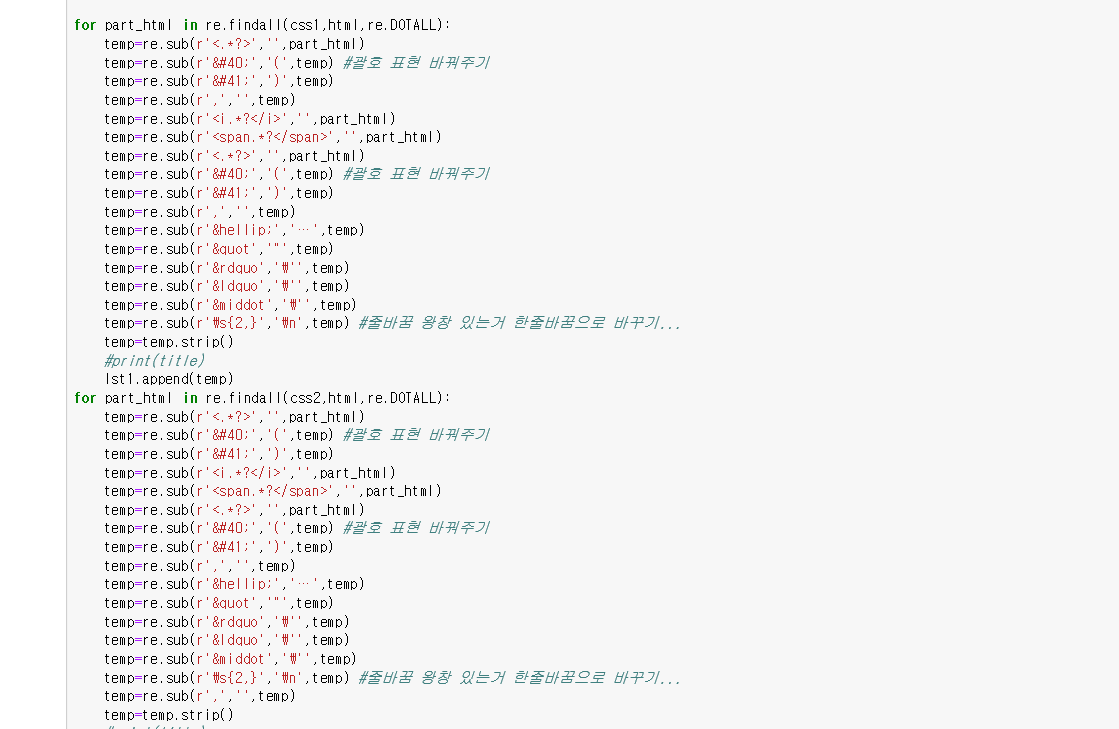 for part_html in re.findall(css1,html,re.DOTALL):
    temp=re.sub(r'<.*?>','',part_html)
    temp=re.sub(r'&#40;','(',temp) #괄호 표현 바꿔주기
    temp=re.sub(r'&#41;',')',temp)
    temp=re.sub(r',','',temp)
    temp=re.sub(r'<i.*?</i>','',part_html)
    temp=re.sub(r'<span.*?</span>','',part_html)
    temp=re.sub(r'<.*?>','',part_html)
    temp=re.sub(r'&#40;','(',temp) #괄호 표현 바꿔주기
    temp=re.sub(r'&#41;',')',temp)
    temp=re.sub(r',','',temp)
    temp=re.sub(r'&hellip;','…',temp)
    temp=re.sub(r'&quot','"',temp)
    temp=re.sub(r'&rdquo','₩'',temp)
    temp=re.sub(r'&ldquo','₩'',temp)
    temp=re.sub(r'&middot','₩'',temp)
    temp=re.sub(r'₩s{2,}','₩n',temp) #줄바꿈 왕창 있는거 한줄바꿈으로 바꾸기...
    temp=temp.strip()
    #print(title)
    lst1.append(temp)
for part_html in re.findall(css2,html,re.DOTALL):
    temp=re.sub(r'<.*?>','',part_html)
    temp=re.sub(r'&#40;','(',temp) #괄호 표현 바꿔주기
    temp=re.sub(r'&#41;',')',temp)
    temp=re.sub(r'<i.*?</i>','',part_html)
    temp=re.sub(r'<span.*?</span>','',part_html)
    temp=re.sub(r'<.*?>','',part_html)
    temp=re.sub(r'&#40;','(',temp) #괄호 표현 바꿔주기
    temp=re.sub(r'&#41;',')',temp)
    temp=re.sub(r',','',temp)
    temp=re.sub(r'&hellip;','…',temp)
    temp=re.sub(r'&quot','"',temp)
    temp=re.sub(r'&rdquo','₩'',temp)
    temp=re.sub(r'&ldquo','₩'',temp)
    temp=re.sub(r'&middot','₩'',temp)
    temp=re.sub(r'₩s{2,}','₩n',temp) #줄바꿈 왕창 있는거 한줄바꿈으로 바꾸기...
    temp=re.sub(r',','',temp)
    temp=temp.strip()